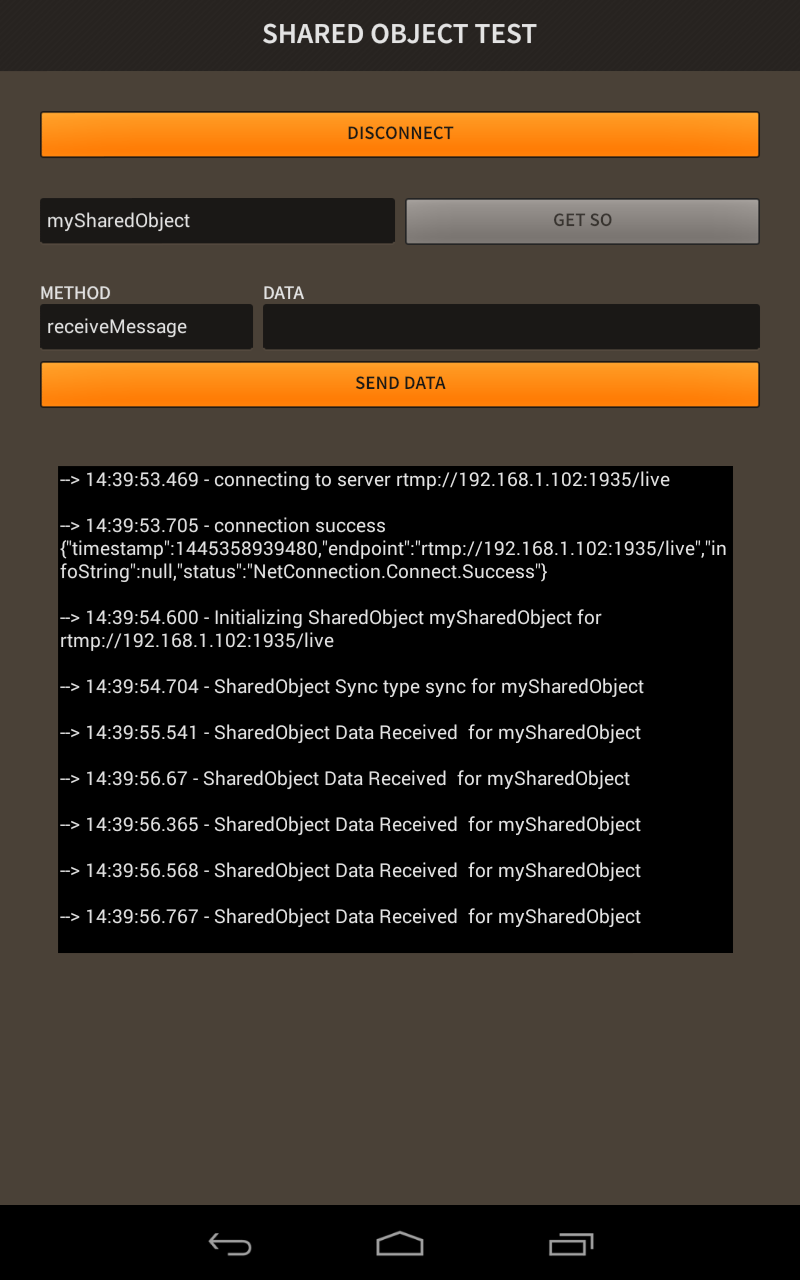 SHARED OBJECT TEST
DISCONNECT
mySharedObject
GET SO
METHOD
DATA
receiveMessage
SEND DATA
--> 14:39:53.469 - connecting to server rtmp://192.168.1.102:1935/live
--> 14:39:53.705 - connection success
{"timestamp":1445358939480,"endpoint":"rtmp://192.168.1.102:1935/live","in
foString":null,"status":"NetConnection.Connect.Success"}
--> 14:39:54.600 - Initializing SharedObject mySharedObject for
rtmp://192.168.1.102:1935/live
--> 14:39:54.704 - SharedObject Sync type sync for mySharedObject
--> 14:39:55.541 - SharedObject Data Received  for mySharedObject
--> 14:39:56.67 - SharedObject Data Received  for mySharedObject
--> 14:39:56.365 - SharedObject Data Received  for mySharedObject
--> 14:39:56.568 - SharedObject Data Received  for mySharedObject
--> 14:39:56.767 - SharedObject Data Received  for mySharedObject